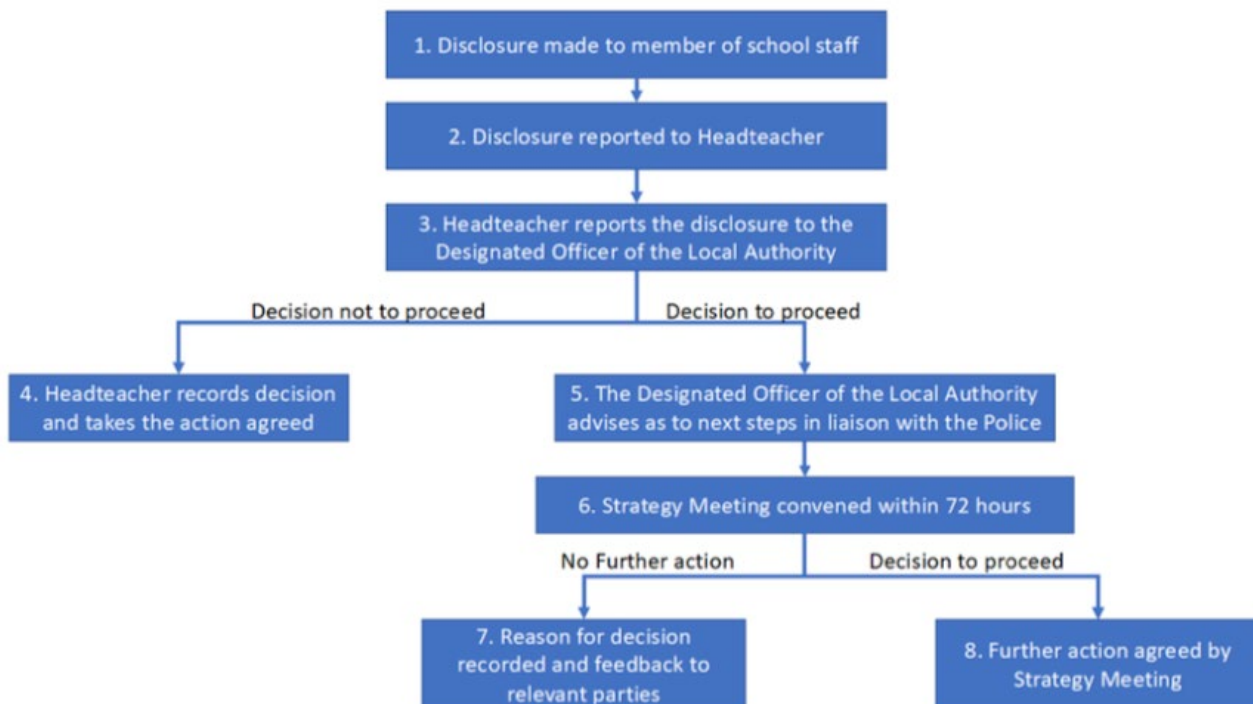 1. Disclosure made to member of school staff
2. Disclosure reported to Headteacher
3. Headteacher reports the disclosure to the
Designated Officer of the Local Authority
Decision not to proceed
Decision to proceed
4. Headteacher records decision
and takes the action agreed
5. The Designated Officer of the Local Authority
advises as to next steps in liaison with the Police
6. Strategy Meeting convened within 72 hours
No Further action
Decision to proceed
7. Reason for decision
recorded and feedback to
relevant parties
8. Further action agreed by
Strategy Meeting